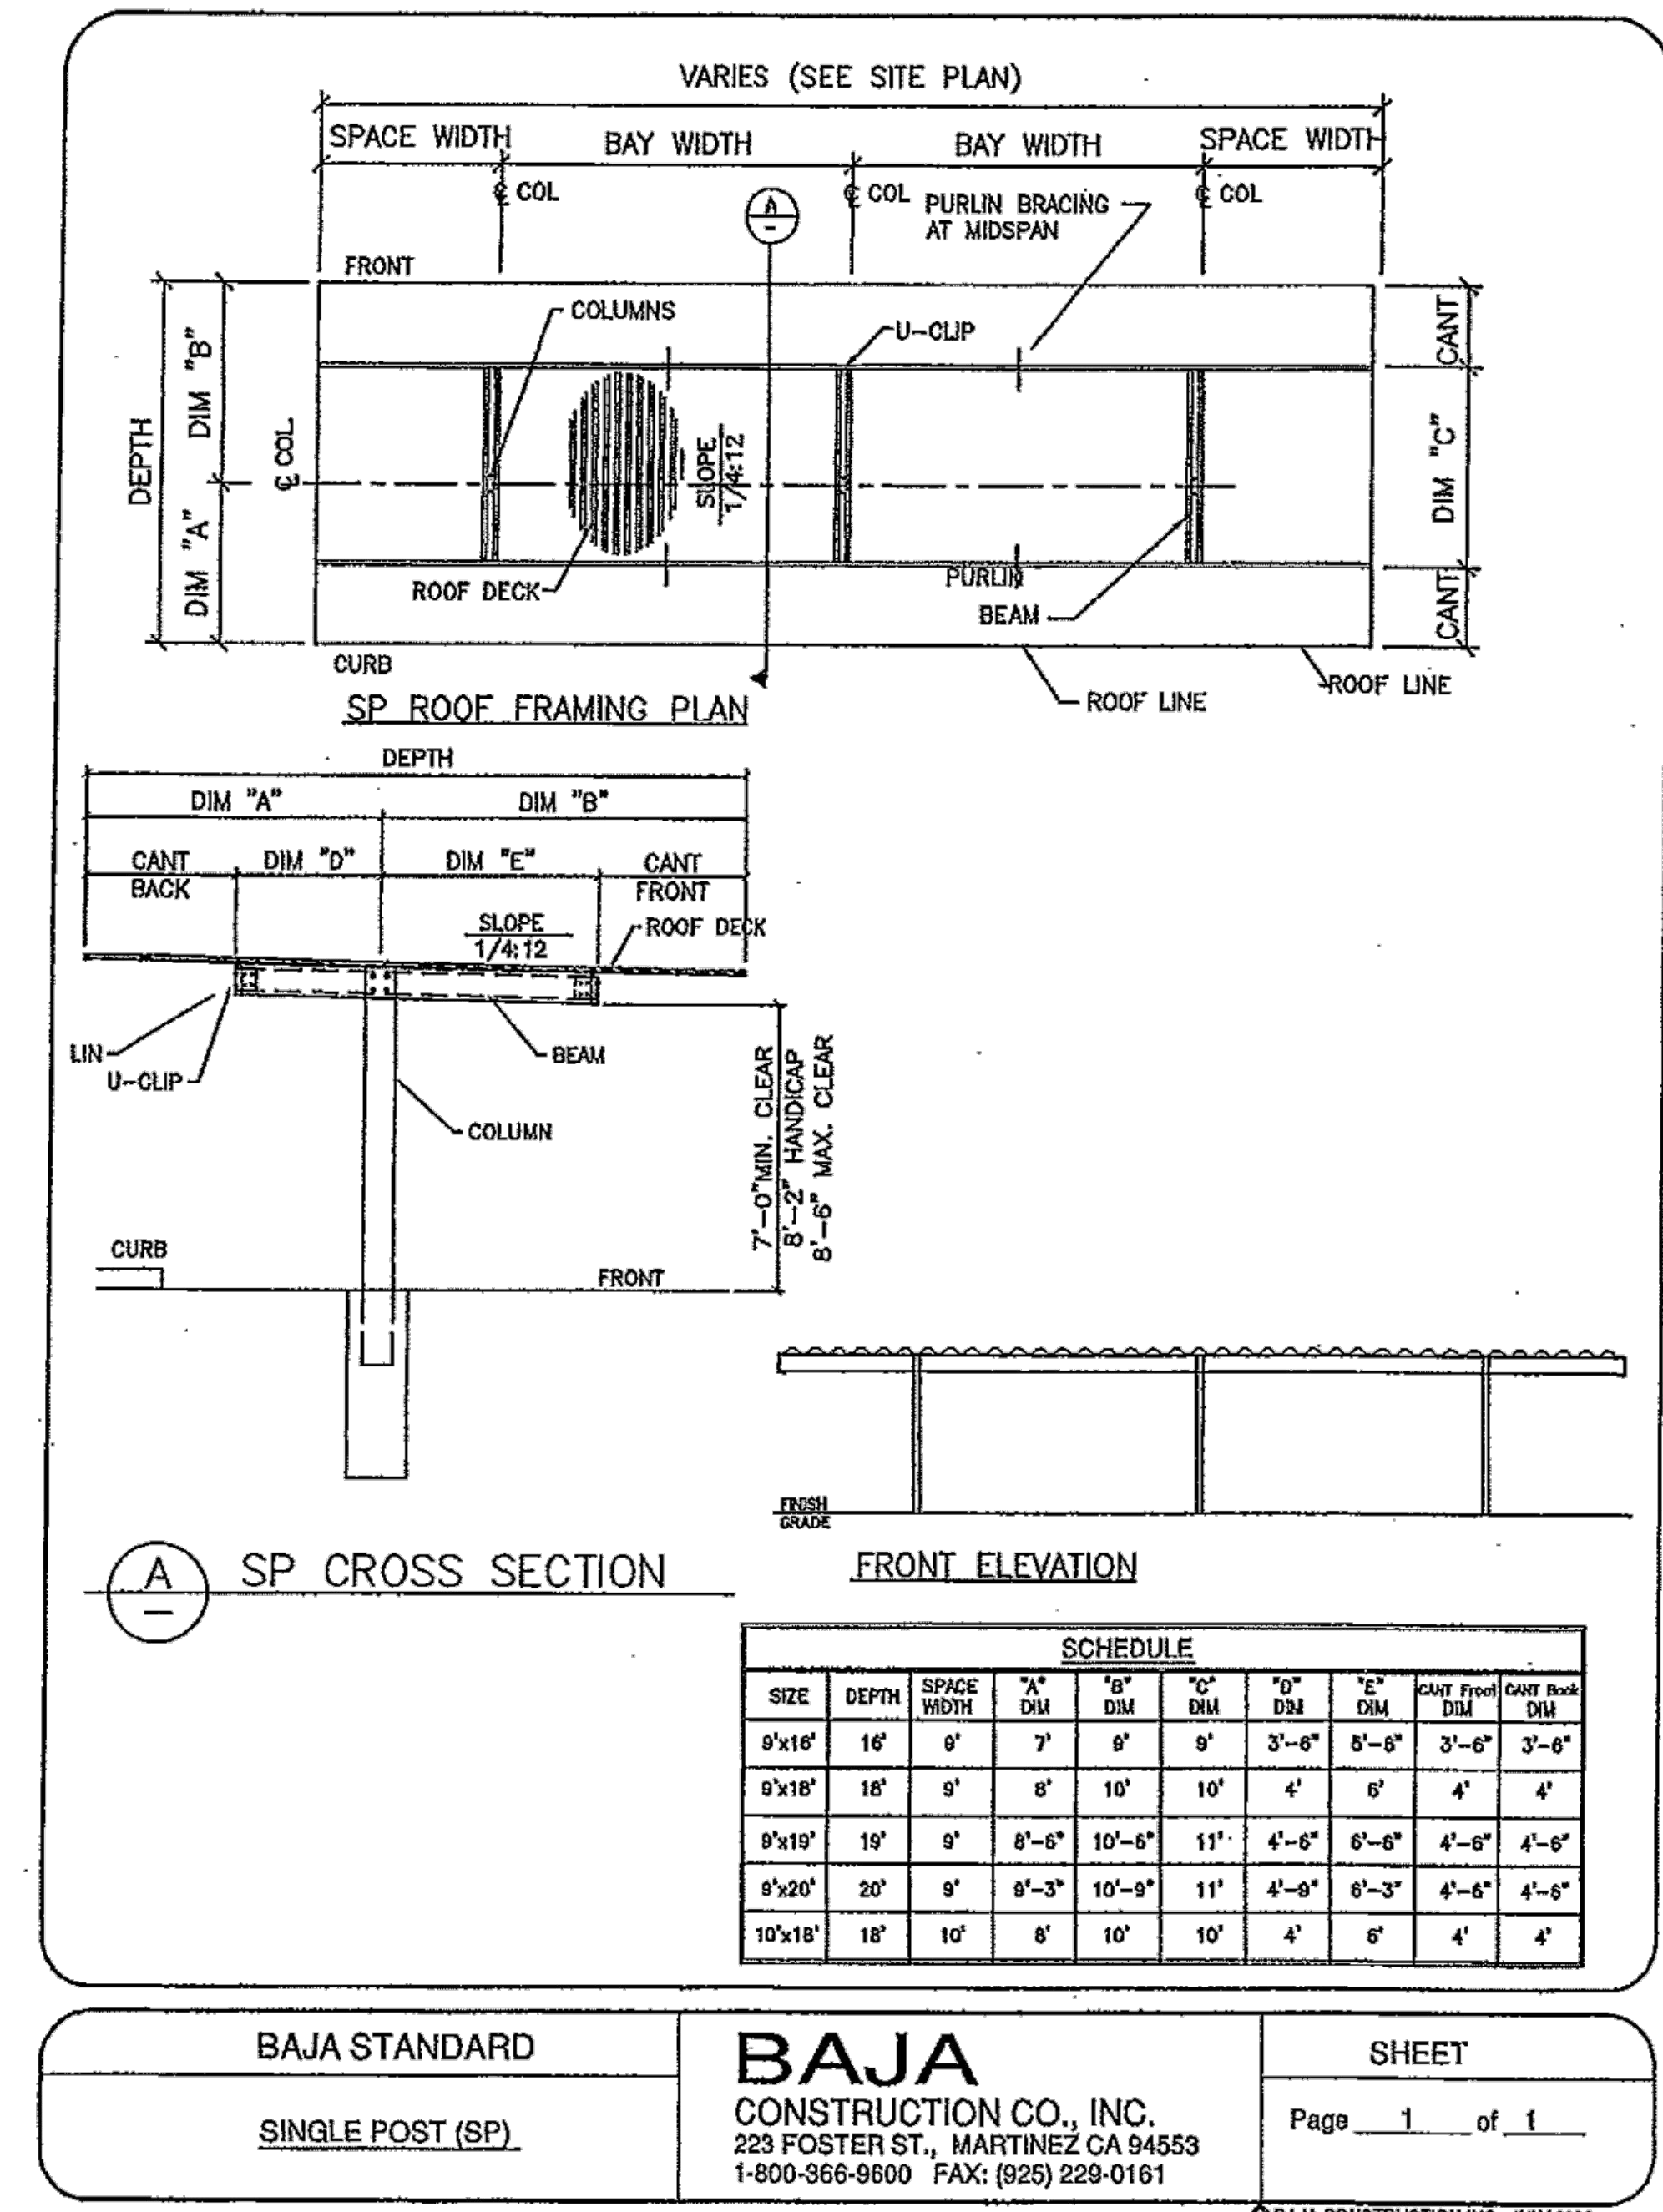 VARIES (SEE SITE PLAN)
SPACE WIDTH BAY WIDTH BAY WIDTH SPACE WIDTH
℄ COL ℄ COL ℄ COL
A
-
PURLIN BRACING
AT MIDSPAN
FRONT
COLUMNS
U-CLIP
CANT
DIM "C"
CANT
DEPTH
DIM "B"
DIM "A"
℄ COL
SLOPE
1/4:12
ROOF DECK
PURLIN
BEAM
CURB
ROOF LINE
ROOF LINE
SP ROOF FRAMING PLAN
DEPTH
DIM "A" DIM "B"
CANT DIM "D" DIM "E" CANT
BACK FRONT
SLOPE
1/4:12
ROOF DECK
LIN
U-CLIP
BEAM
COLUMN
7'-0"MIN. CLEAR
8'-2" HANDICAP
8'-6" MAX. CLEAR
CURB
FRONT
FINISH
GRADE
A
-
SP CROSS SECTION
FRONT ELEVATION
SCHEDULE
SIZE DEPTH SPACE WIDTH "A" DIM "B" DIM "C" DIM "D" DIM "E" DIM CANT Front DIM CANT Back DIM
9'x16' 16' 9' 7' 9' 9' 3'-6" 5'-6" 3'-6" 3'-6"
9'x18' 18' 9' 8' 10' 10' 4' 6' 4' 4'
9'x19' 19' 9' 8'-6" 10'-6" 11' 4'-6" 6'-6" 4'-6" 4'-6"
9'x20' 20' 9' 9'-3" 10'-9" 11' 4'-9" 6'-3" 4'-6" 4'-6"
10'x18' 18' 10' 8' 10' 10' 4' 6' 4' 4'
BAJA STANDARD
SINGLE POST (SP)
BAJA
CONSTRUCTION CO., INC.
223 FOSTER ST., MARTINEZ CA 94553
1-800-366-9600 FAX: (925) 229-0161
SHEET
Page 1 of 1